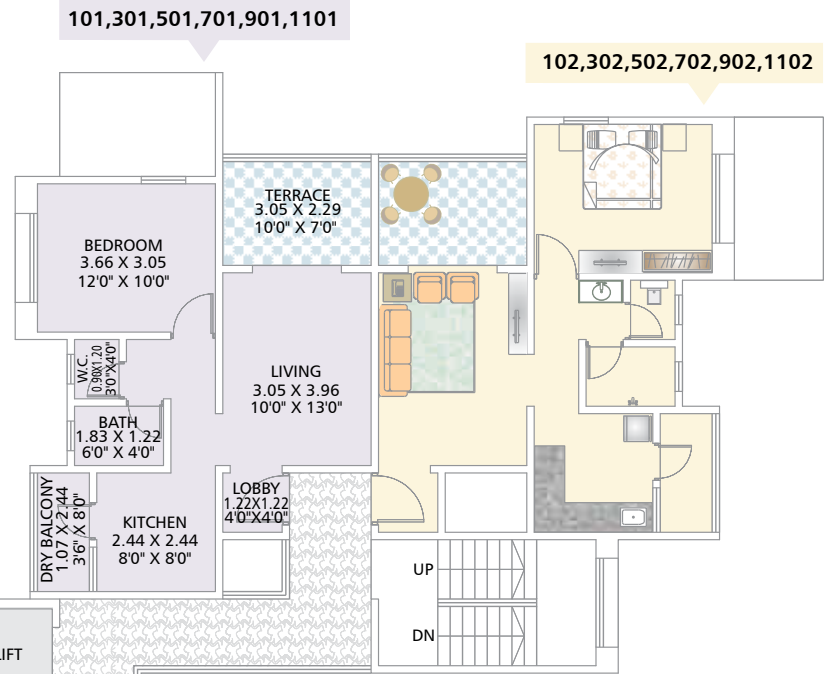 101,301,501,701,901,1101
102,302,502,702,902,1102
TERRACE
3.05 X 2.29
10'0" X 7'0"
BEDROOM
3.66 X 3.05
12'0" X 10'0"
W.C.
0.90X1.20
3'0"X4'0"
LIVING
3.05 X 3.96
10'0" X 13'0"
BATH
1.83 X 1.22
6'0" X 4'0"
DRY BALCONY
1.07 X 2.44
3'6" X 8'0"
LOBBY
1.22X1.22
4'0"X4'0"
KITCHEN
2.44 X 2.44
8'0" X 8'0"
UP
DN
LIFT